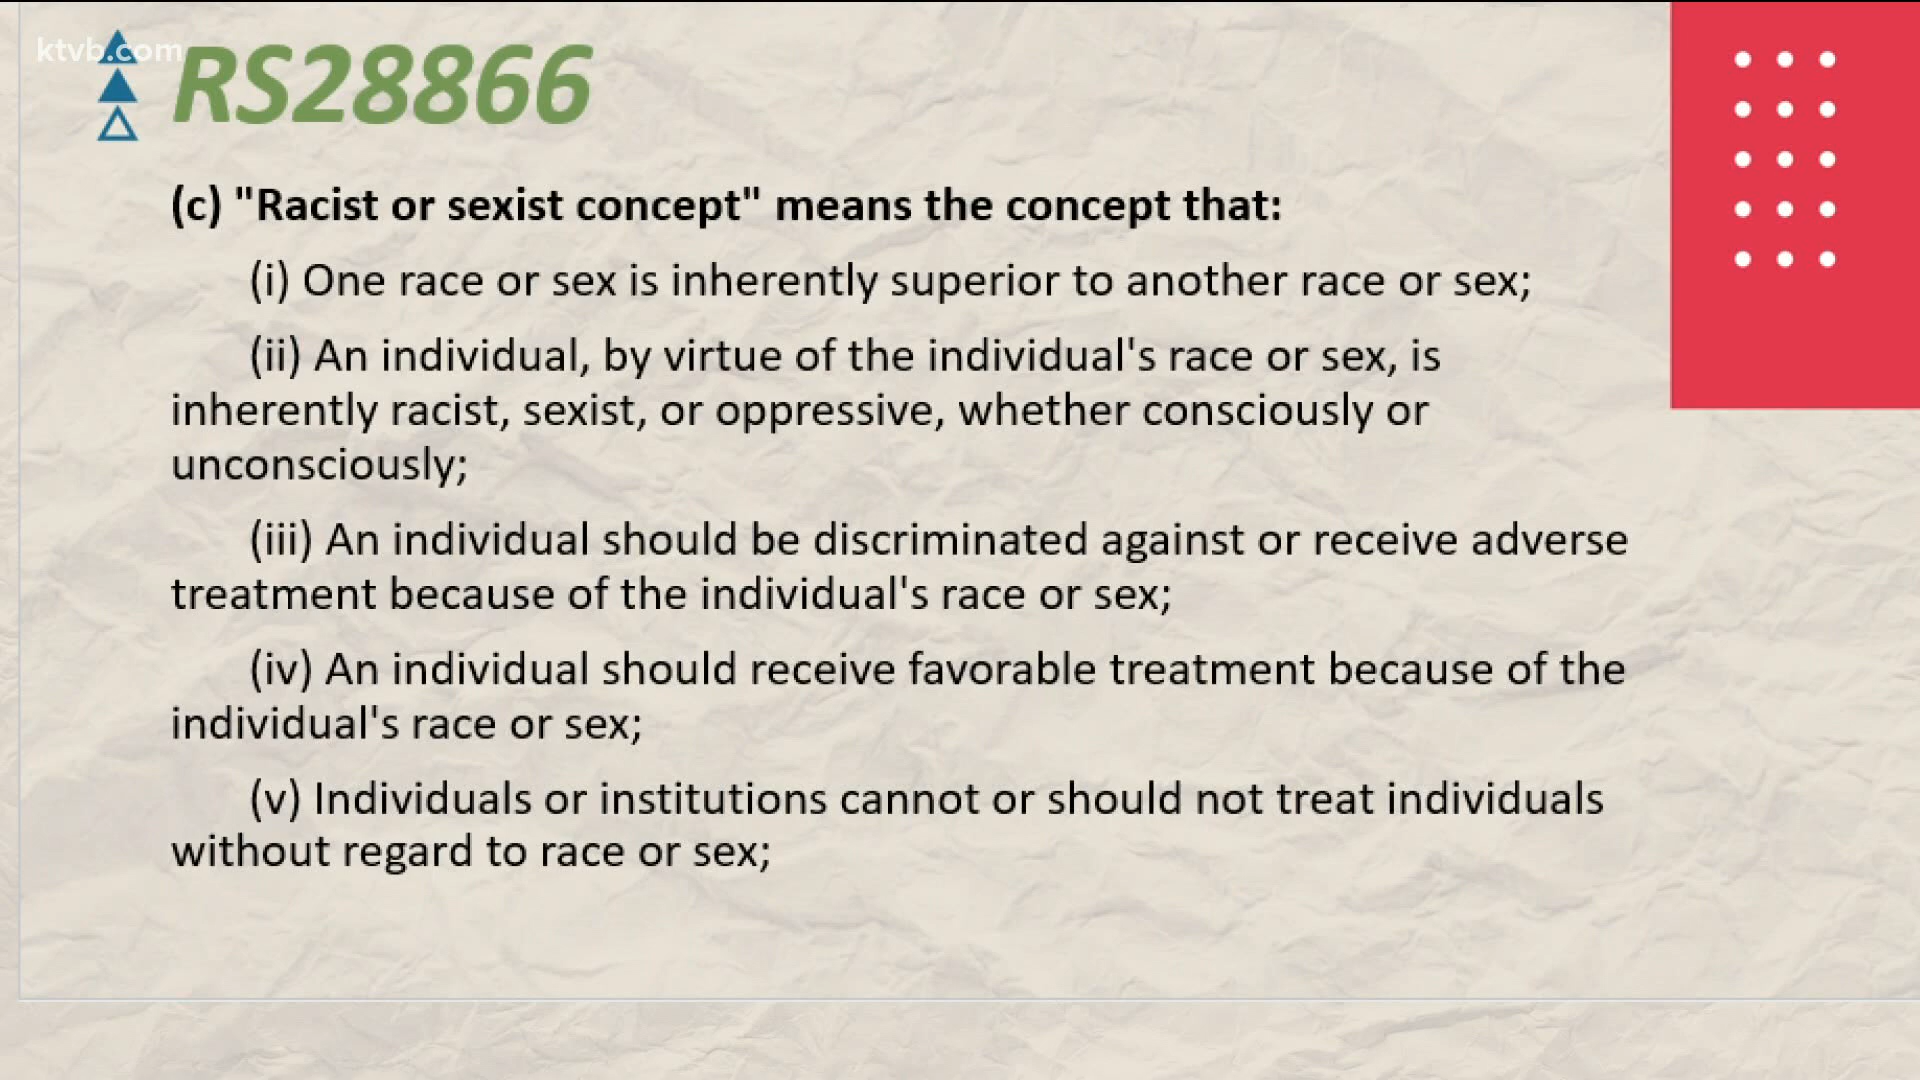 ktvb.com
RS28866
(c) "Racist or sexist concept" means the concept that:
(i) One race or sex is inherently superior to another race or sex;
(ii) An individual, by virtue of the individual's race or sex, is
inherently racist, sexist, or oppressive, whether consciously or
unconsciously;
(iii) An individual should be discriminated against or receive adverse
treatment because of the individual's race or sex;
(iv) An individual should receive favorable treatment because of the
individual's race or sex;
(v) Individuals or institutions cannot or should not treat individuals
without regard to race or sex;